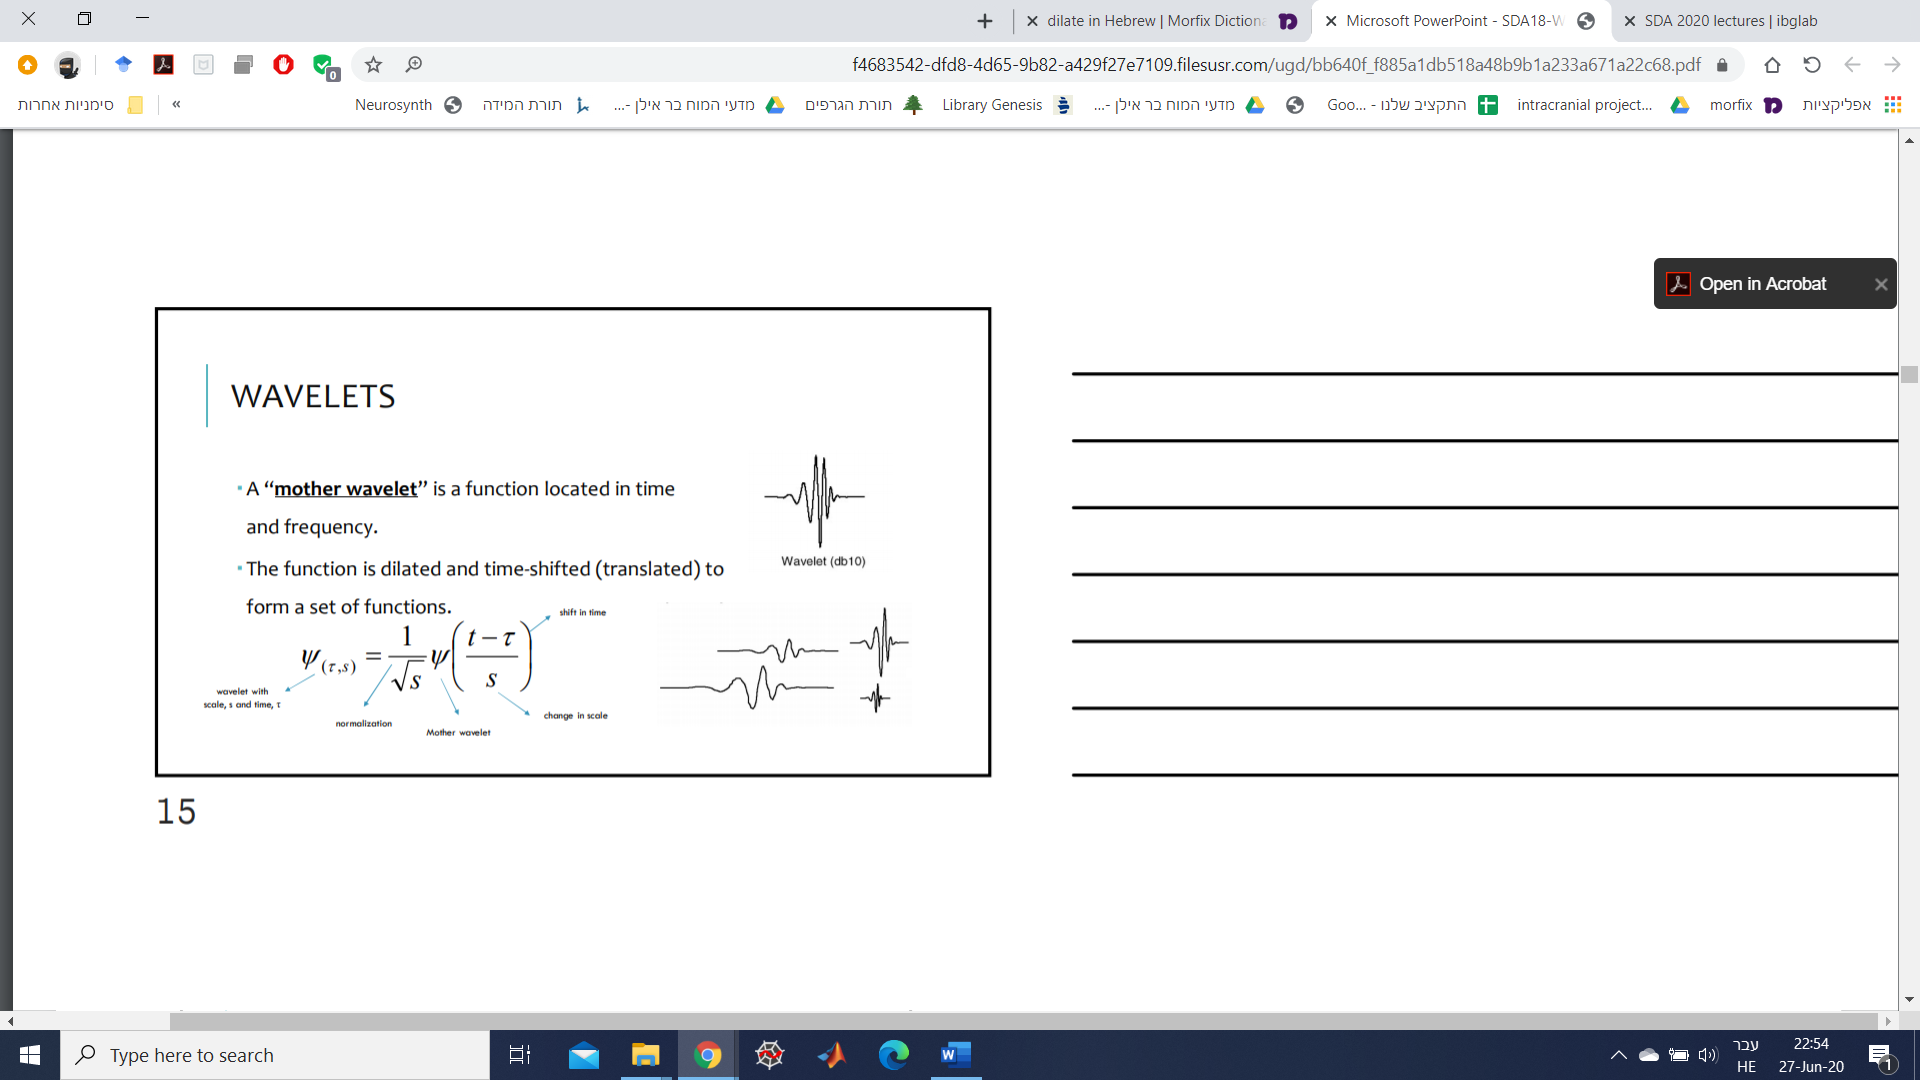 dilate in Hebrew | Morfix Dictiona
Microsoft PowerPoint - SDA18-W
SDA 2020 lectures | ibglab
0
f4683542-dfd8-4d65-9b82-a429f27e7109.filesusr.com/ugd/bb640f_f885a1db518a48b9b1a233a671a22c68.pdf
סימניות אחרות
«
Neurosynth
תורת המידה
מדעי המוח בר אילן -...
תורת הגרפים
Library Genesis
מדעי המוח בר אילן -...
התקציב שלנו - Goo...
intracranial project...
morfix
אפליקציות
Open in Acrobat
WAVELETS
A “mother wavelet” is a function located in time
and frequency.
Wavelet (db10)
The function is dilated and time-shifted (translated) to
form a set of functions.
shift in time
ψ(τ,s) = 1/√s ψ((t − τ)/s)
wavelet with
scale, s and time, τ
normalization
Mother wavelet
change in scale
15
Type here to search
עבר
HE
22:54
27-Jun-20
1